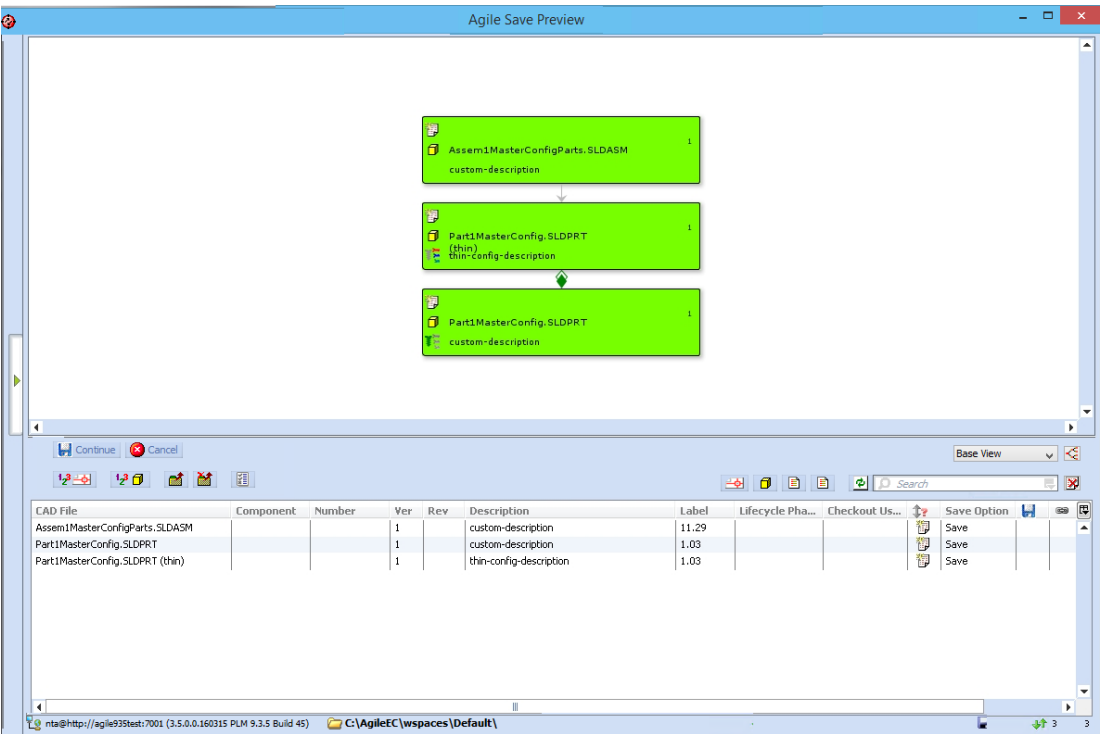 Agile Save Preview
1
Assem1MasterConfigParts.SLDASM
custom-description
1
Part1MasterConfig.SLDPRT
(thin)
thin-config-description
1
Part1MasterConfig.SLDPRT
custom-description
Continue Cancel Base View
Search
CAD File Component Number Ver Rev Description Label Lifecycle Pha... Checkout Us... Save Option
Assem1MasterConfigParts.SLDASM 1 custom-description 11.29 Save
Part1MasterConfig.SLDPRT 1 custom-description 1.03 Save
Part1MasterConfig.SLDPRT (thin) 1 thin-config-description 1.03 Save
nta@http://agile935test:7001 (3.5.0.0.160315 PLM 9.3.5 Build 45) C:\AgileEC\wspaces\Default\ 3 3